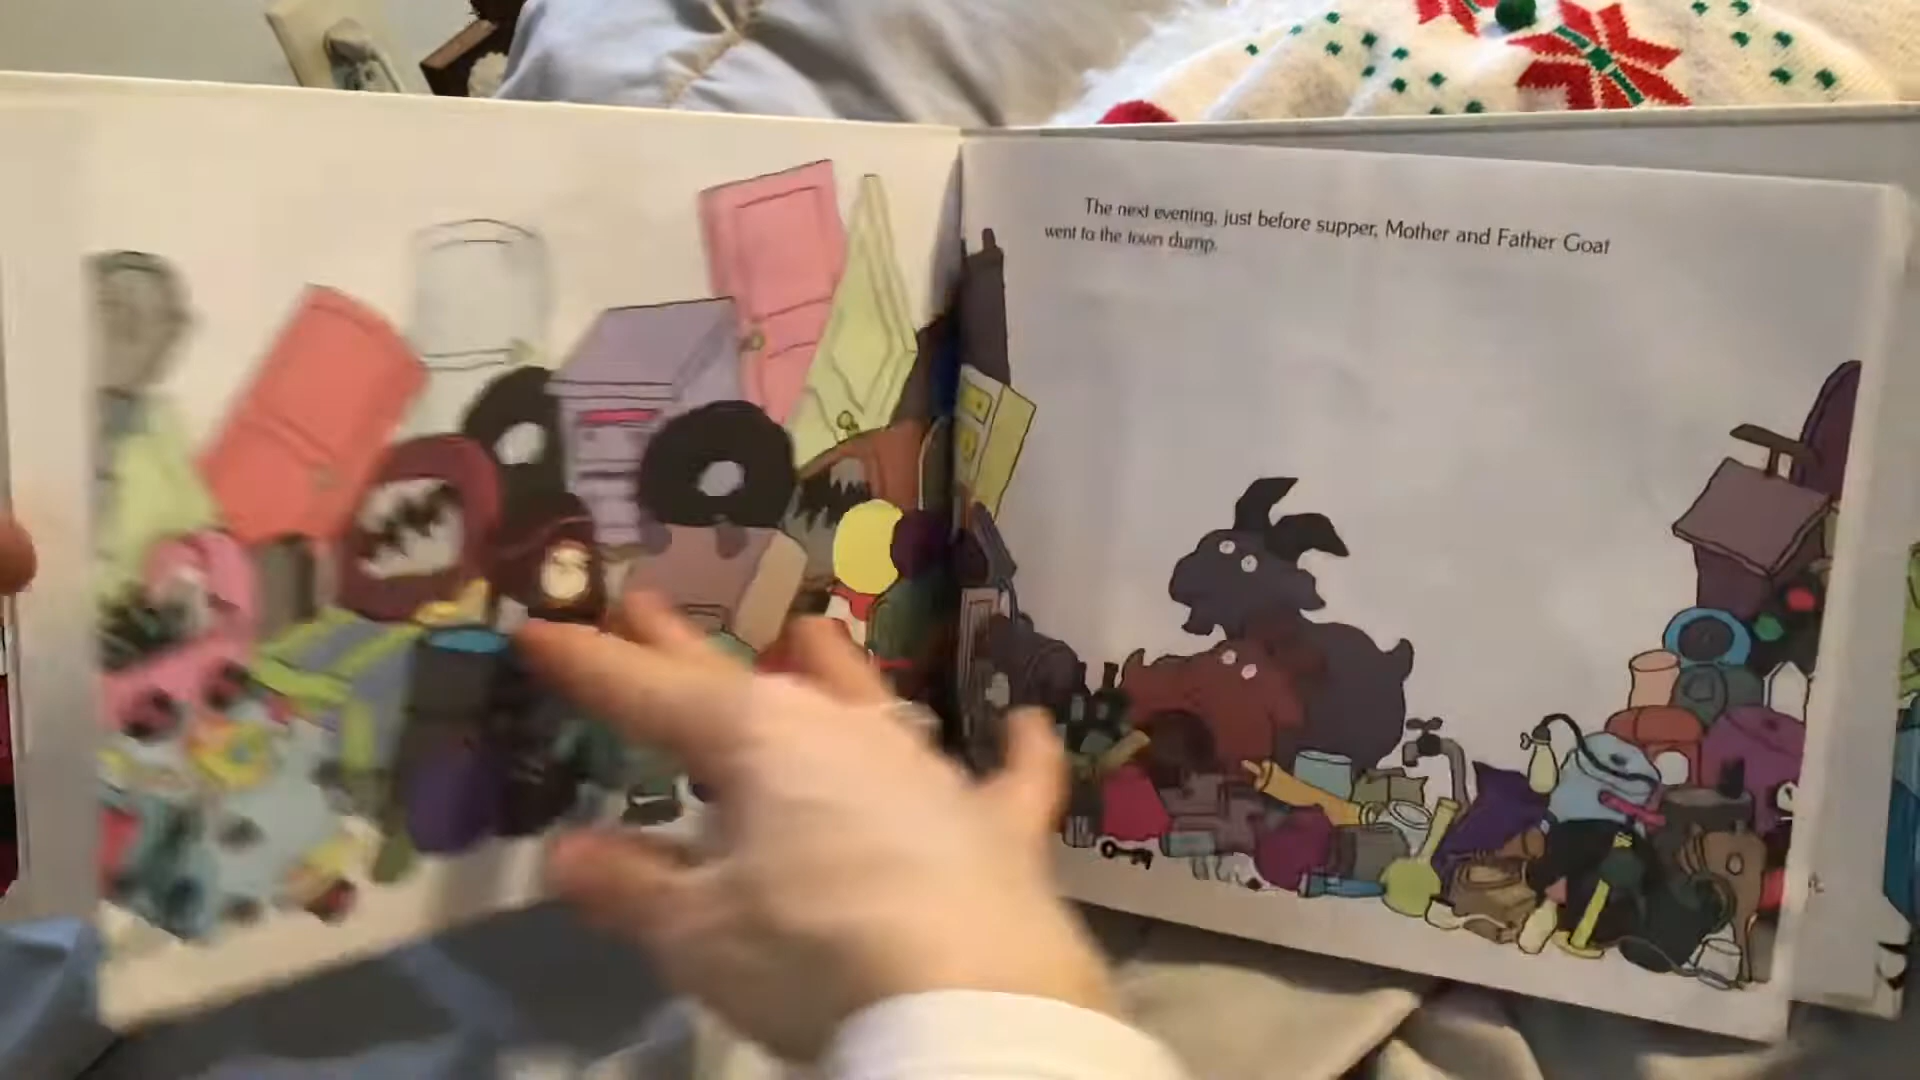 The next evening, just before supper, Mother and Father Goat
went to the town dump.